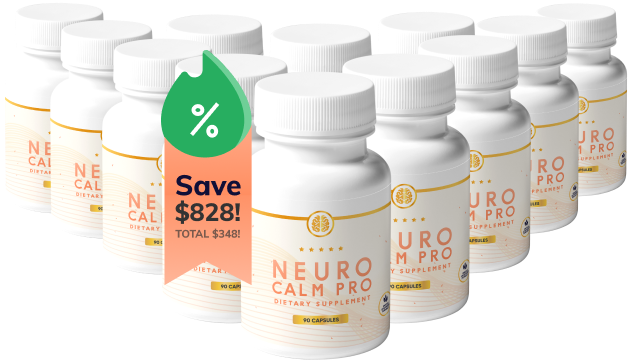 %
Save
$828!
TOTAL $348!
NEURO
CALM PRO
DIETARY SUPPLEMENT
90 CAPSULES